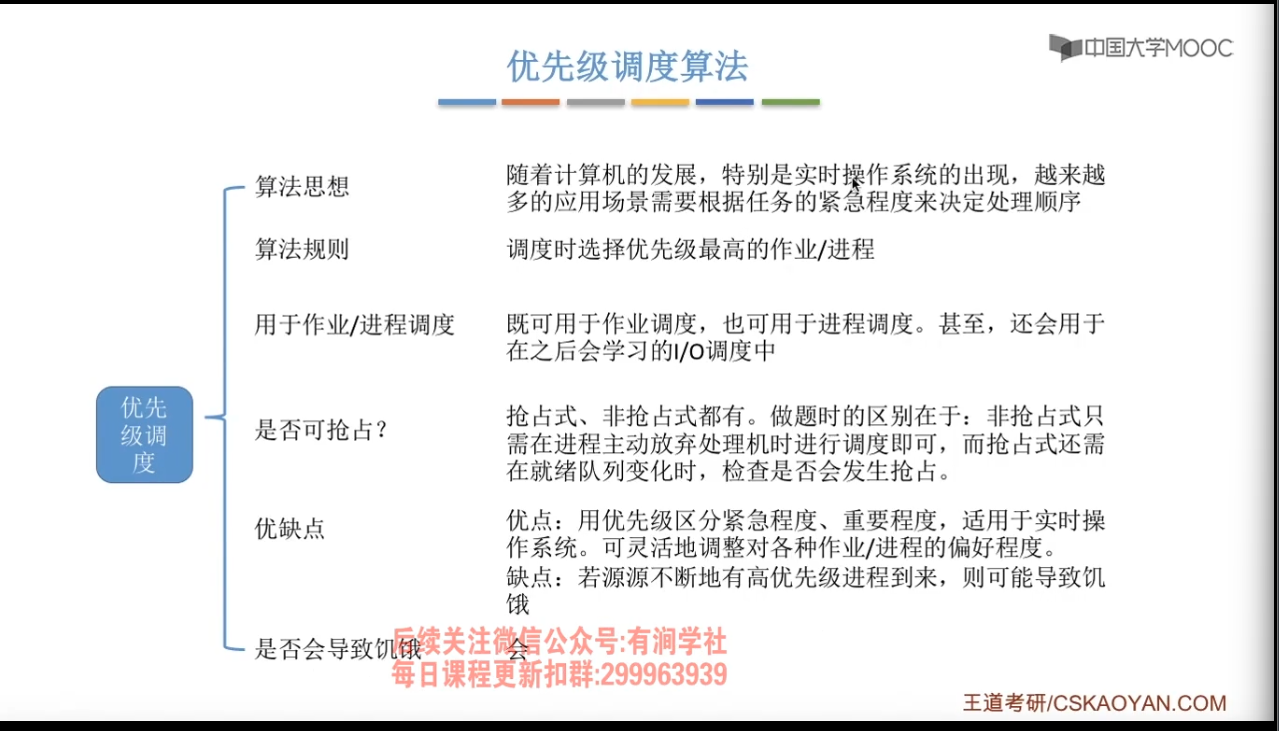 优先级调度算法
中国大学MOOC
算法思想
随着计算机的发展，特别是实时操作系统的出现，越来越
多的应用场景需要根据任务的紧急程度来决定处理顺序
算法规则
调度时选择优先级最高的作业/进程
用于作业/进程调度
既可用于作业调度，也可用于进程调度。甚至，还会用于
在之后会学习的I/O调度中
优先
级调
度
是否可抢占？
抢占式、非抢占式都有。做题时的区别在于：非抢占式只
需在进程主动放弃处理机时进行调度即可，而抢占式还需
在就绪队列变化时，检查是否会发生抢占。
优缺点
优点：用优先级区分紧急程度、重要程度，适用于实时操
作系统。可灵活地调整对各种作业/进程的偏好程度。
缺点：若源源不断地有高优先级进程到来，则可能导致饥
饿
是否会导致饥饿
会
后续关注微信公众号:有涧学社
每日课程更新扣群:299963939
王道考研/CSKAOYAN.COM